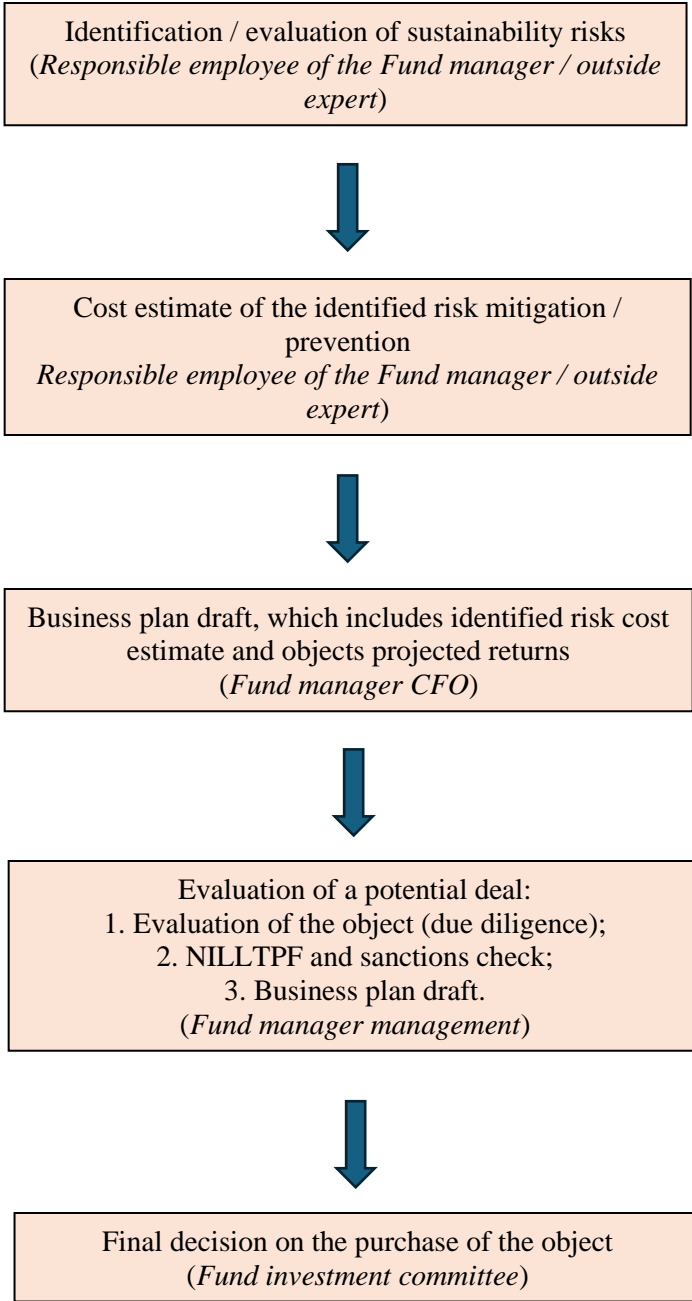 Identification / evaluation of sustainability risks
(Responsible employee of the Fund manager / outside
expert)
Cost estimate of the identified risk mitigation /
prevention
Responsible employee of the Fund manager / outside
expert)
Business plan draft, which includes identified risk cost
estimate and objects projected returns
(Fund manager CFO)
Evaluation of a potential deal:
1. Evaluation of the object (due diligence);
2. NILLTPF and sanctions check;
3. Business plan draft.
(Fund manager management)
Final decision on the purchase of the object
(Fund investment committee)